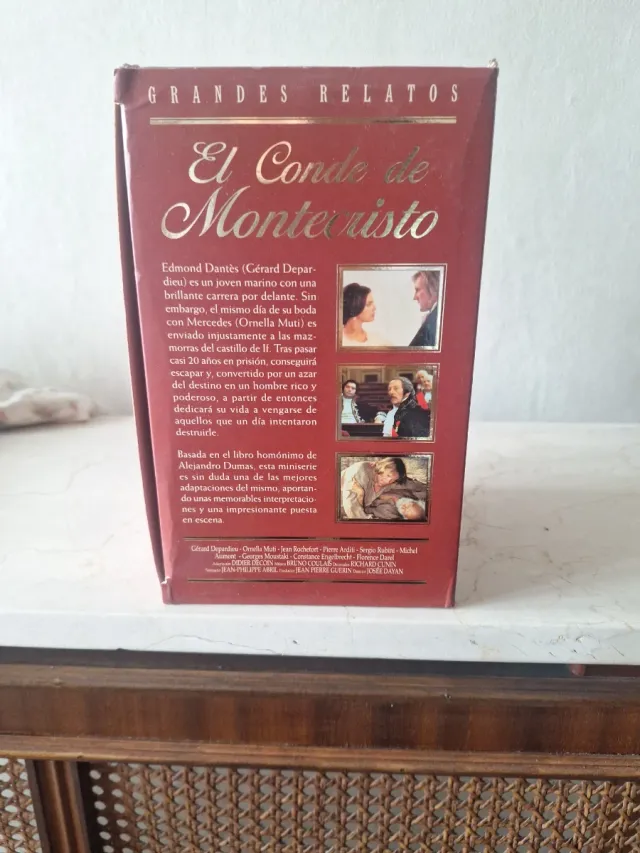 GRANDES RELATOS
El Conde de
Montecristo
Edmond Dantès (Gérard Depar-
dieu) es un joven marino con una
brillante carrera por delante. Sin
embargo, el mismo día de su boda
con Mercedes (Ornella Muti) es
enviado injustamente a las maz-
morras del castillo de If. Tras pasar
casi 20 años en prisión, conseguirá
escapar y, convertido por un azar
del destino en un hombre rico y
poderoso, a partir de entonces
dedicará su vida a vengarse de
aquellos que un día intentaron
destruirle.
Basada en el libro homónimo de
Alejandro Dumas, esta miniserie
es sin duda una de las mejores
adaptaciones del mismo, aportan-
do unas memorables interpretacio-
nes y una impresionante puesta
en escena.
Gérard Depardieu - Ornella Muti - Jean Rochefort - Pierre Arditi - Sergio Rubini - Michel
Aumont - Georges Moustaki - Constance Engelbrecht - Florence Darel
DIDIER DECOIN BRUNO COULAIS RICHARD CUNIN
JEAN-PHILIPPE ABRIL JEAN PIERRE GUERIN JOSÉE DAYAN